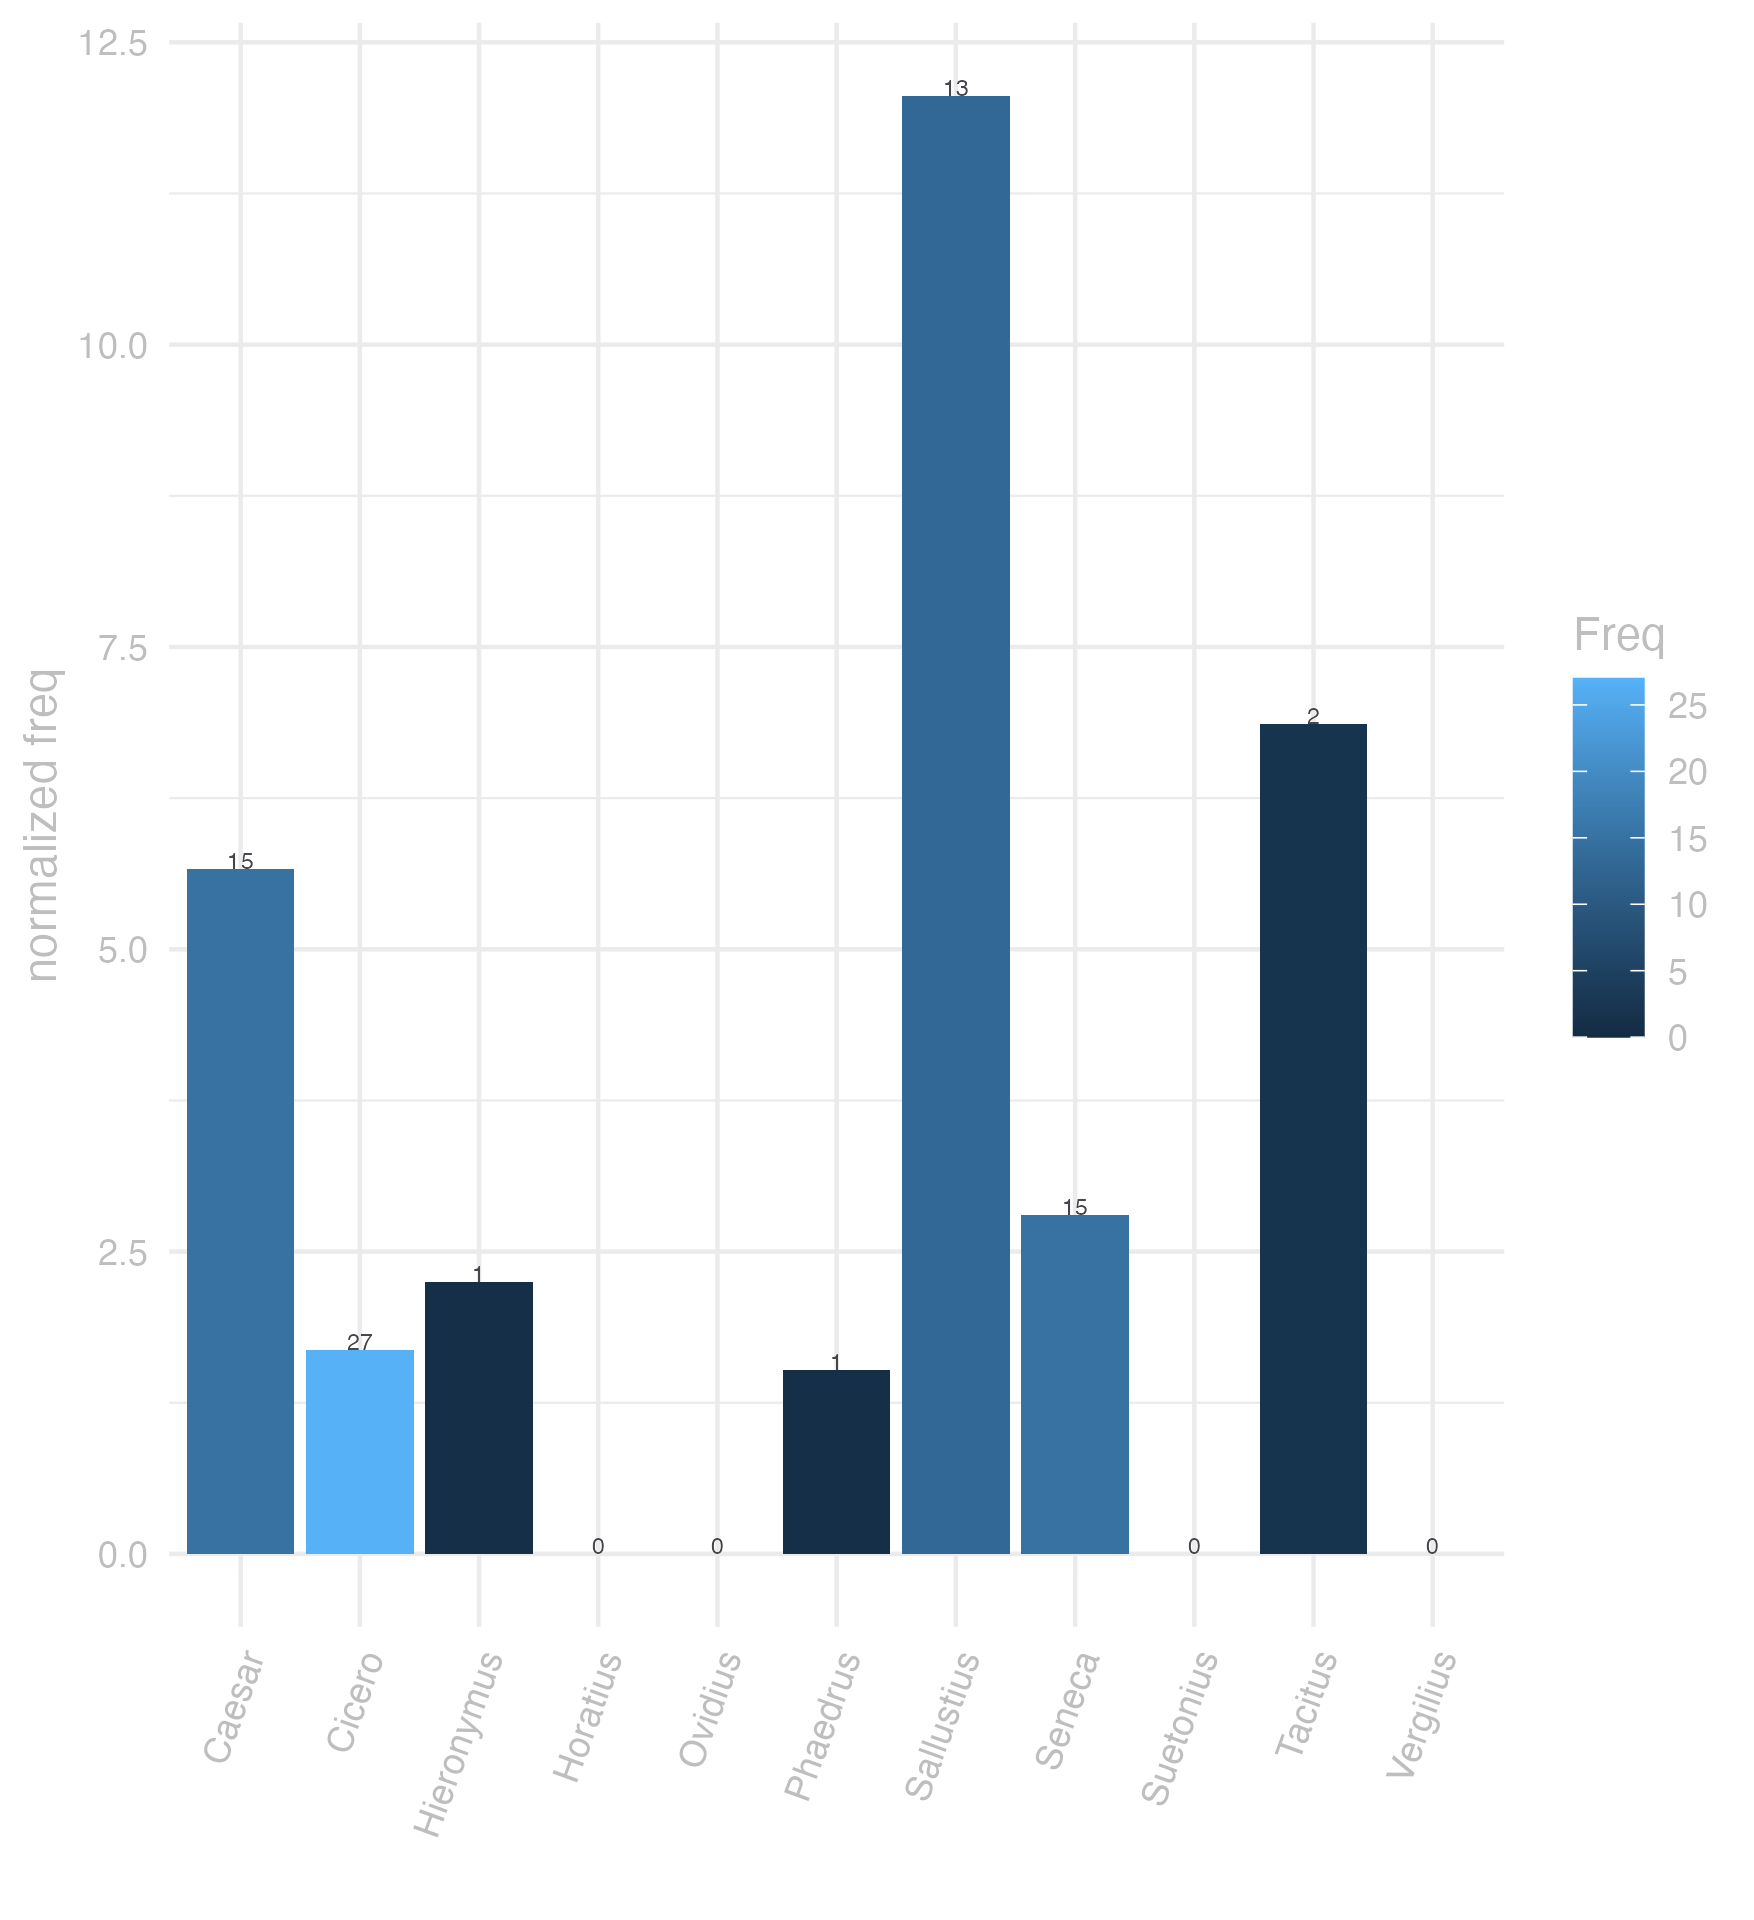 12.5
10.0
7.5
5.0
2.5
0.0
normalized freq
15
27
1
0
0
1
13
15
0
2
0
Caesar
Cicero
Hieronymus
Horatius
Ovidius
Phaedrus
Sallustius
Seneca
Suetonius
Tacitus
Vergilius
Freq
25
20
15
10
5
0